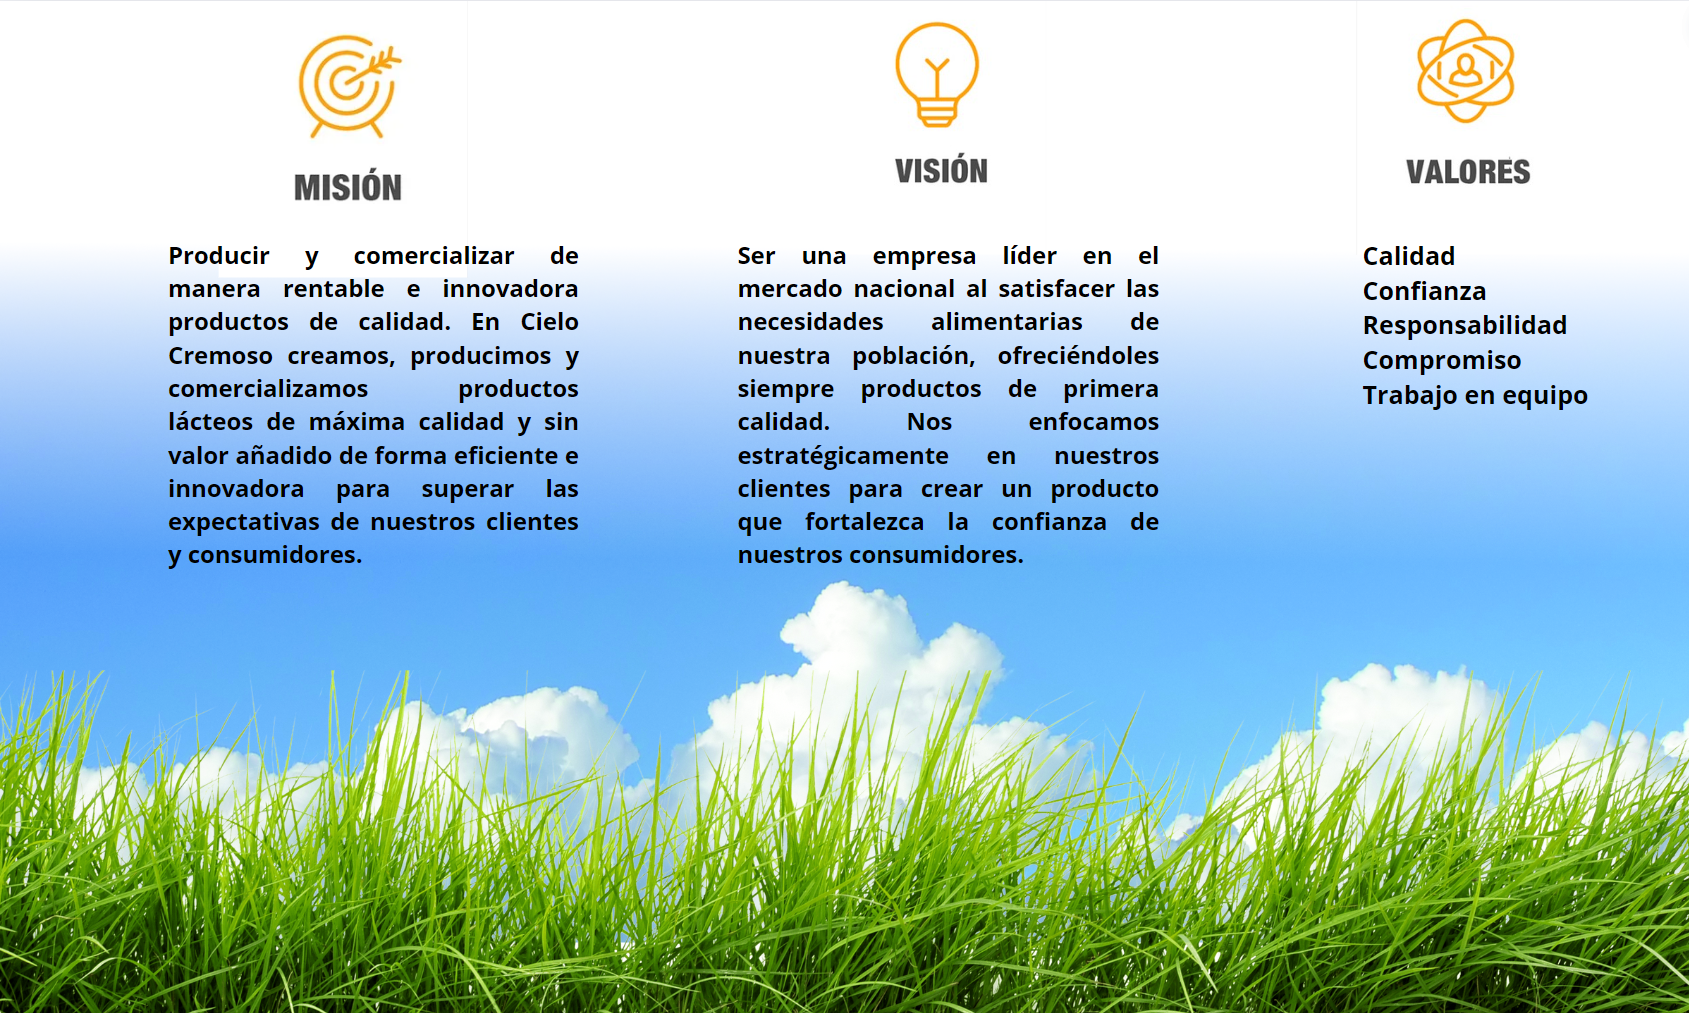 MISIÓN
Producir y comercializar de
manera rentable e innovadora
productos de calidad. En Cielo
Cremoso creamos, producimos y
comercializamos productos
lácteos de máxima calidad y sin
valor añadido de forma eficiente e
innovadora para superar las
expectativas de nuestros clientes
y consumidores.
VISIÓN
Ser una empresa líder en el
mercado nacional al satisfacer las
necesidades alimentarias de
nuestra población, ofreciéndoles
siempre productos de primera
calidad. Nos enfocamos
estratégicamente en nuestros
clientes para crear un producto
que fortalezca la confianza de
nuestros consumidores.
VALORES
Calidad
Confianza
Responsabilidad
Compromiso
Trabajo en equipo